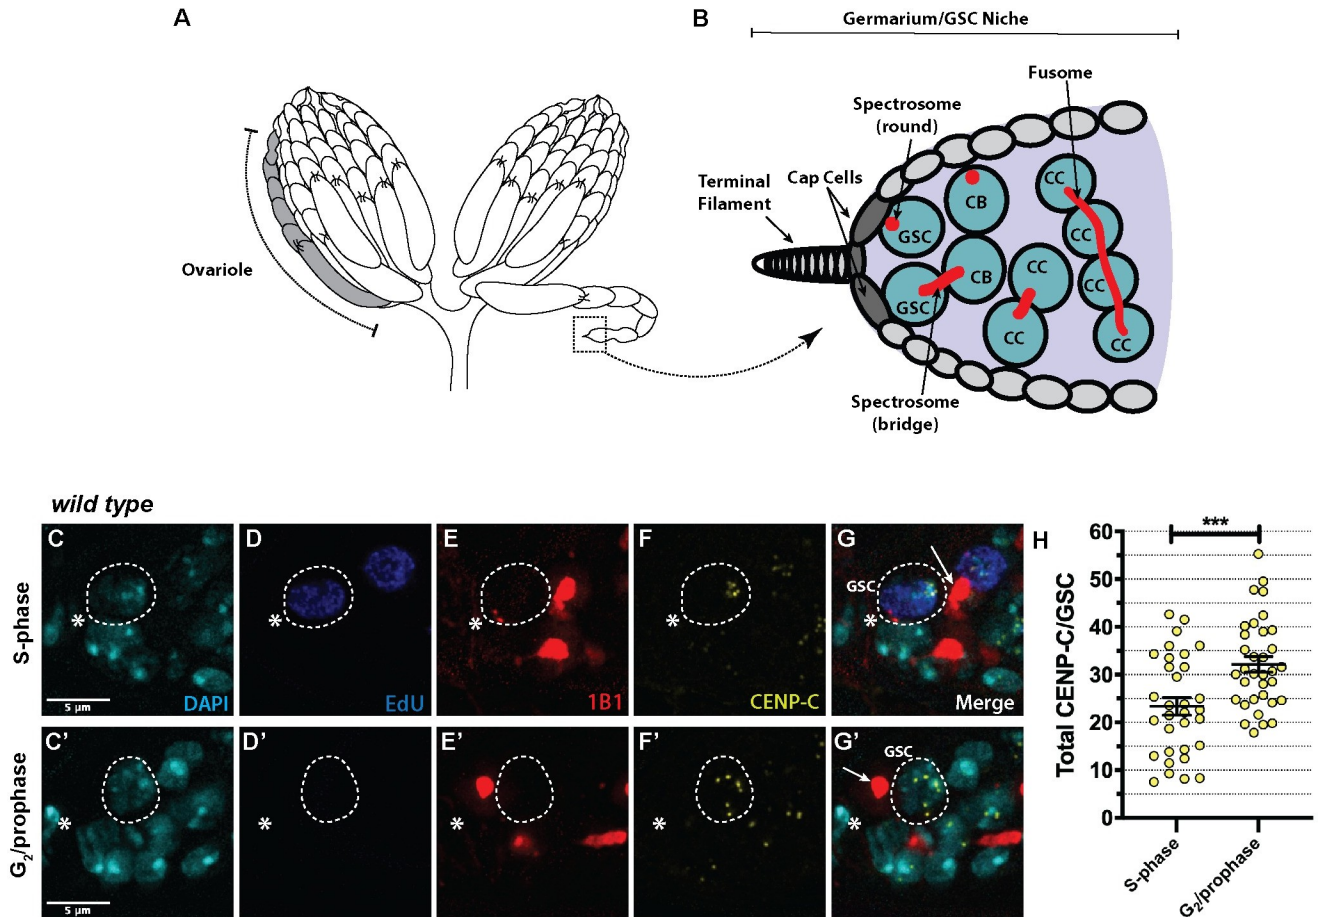 A
B
Germarium/GSC Niche
Fusome
Spectrosome
(round)
Cap Cells
Terminal
Filament
Ovariole
GSC
CB
CC
CC
CC
CC
GSC
CB
CC
CC
Spectrosome
(bridge)
wild type
S-phase
C
DAPI
5 µm
D
EdU
E
1B1
F
CENP-C
G
GSC
Merge
*
*
*
*
*
G₂/prophase
C'
5 µm
D'
E'
F'
G'
GSC
*
*
*
*
*
H
***
Total CENP-C/GSC
60
50
40
30
20
10
0
S-phase
G₂/prophase